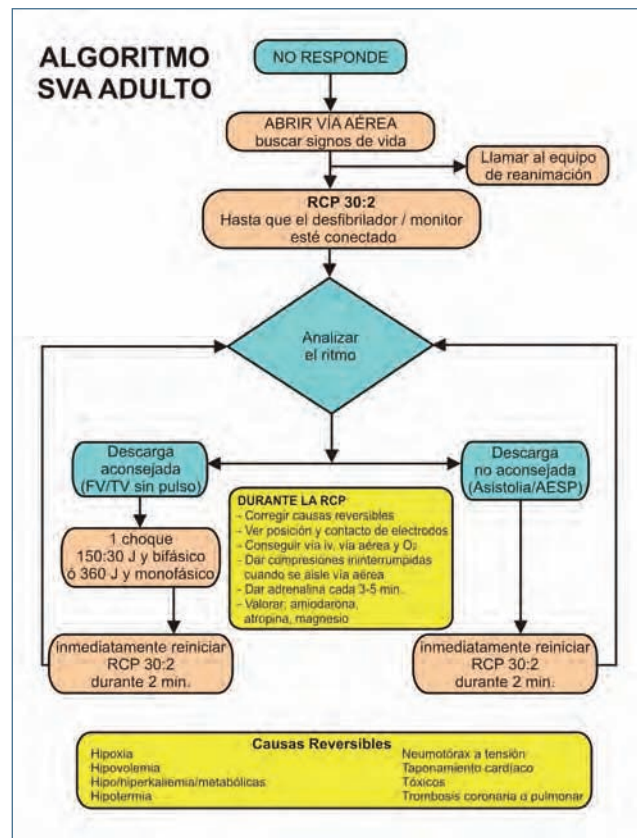 ALGORITMO
SVA ADULTO
NO RESPONDE
ABRIR VÍA AÉREA
buscar signos de vida
Llamar al equipo
de reanimación
RCP 30:2
Hasta que el desfibrilador / monitor
esté conectado
Analizar
el ritmo
Descarga
aconsejada
(FV/TV sin pulso)
Descarga
no aconsejada
(Asistolia/AESP)
1 choque
150:30 J y bifásico
ó 360 J y monofásico
DURANTE LA RCP
– Corregir causas reversibles
– Ver posición y contacto de electrodos
– Conseguir vía iv, vía aérea y O₂
– Dar compresiones ininterrumpidas
cuando se aisle vía aérea
– Dar adrenalina cada 3-5 min.
– Valorar: amiodarona,
atropina, magnesio
inmediatamente reiniciar
RCP 30:2
durante 2 min.
inmediatamente reiniciar
RCP 30:2
durante 2 min.
Causas Reversibles
Hipoxia
Hipovolemia
Hipo/hiperkaliemia/metabólicas
Hipotermia
Neumotórax a tensión
Taponamiento cardíaco
Tóxicos
Trombosis coronaria o pulmonar